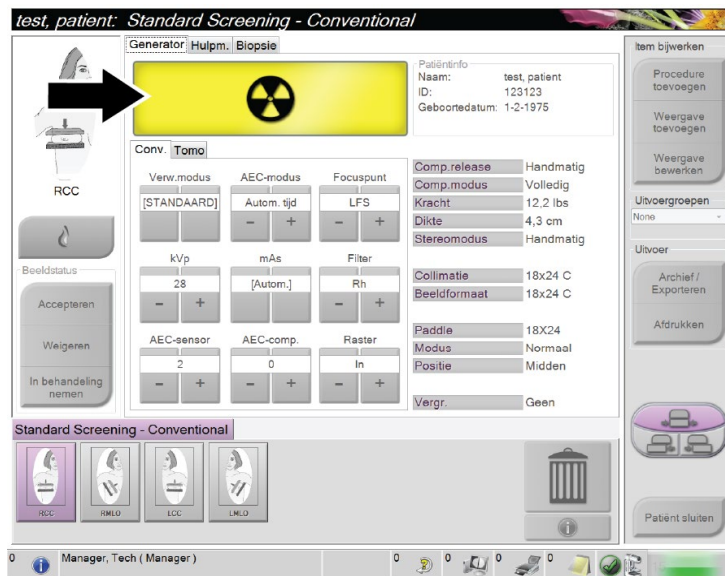 test, patient: Standard Screening - Conventional
Generator Hulpm. Biopsie
Patiëntinfo
Naam: test, patient
ID: 123123
Geboortedatum: 1-2-1975
RCC
Beeldstatus
Accepteren
Weigeren
In behandeling
nemen
Conv. Tomo
Verw.modus AEC-modus Focuspunt
[STANDAARD] Autom. tijd LFS
- + - +
kVp mAs Filter
28 [Autom.] Rh
- + - +
AEC-sensor AEC-comp. Raster
2 0 In
- + - + - +
Comp.release Handmatig
Comp.modus Volledig
Kracht 12,2 lbs
Dikte 4,3 cm
Stereomodus Handmatig
Collimatie 18x24 C
Beeldformaat 18x24 C
Paddle 18X24
Modus Normaal
Positie Midden
Vergr. Geen
Item bijwerken
Procedure
toevoegen
Weergave
toevoegen
Weergave
bewerken
Uitvoergroepen
None
Uitvoer
Archief /
Exporteren
Afdrukken
Patiënt sluiten
Standard Screening - Conventional
RCC RMLO LCC LMLO
0 Manager, Tech ( Manager ) 0 0 0